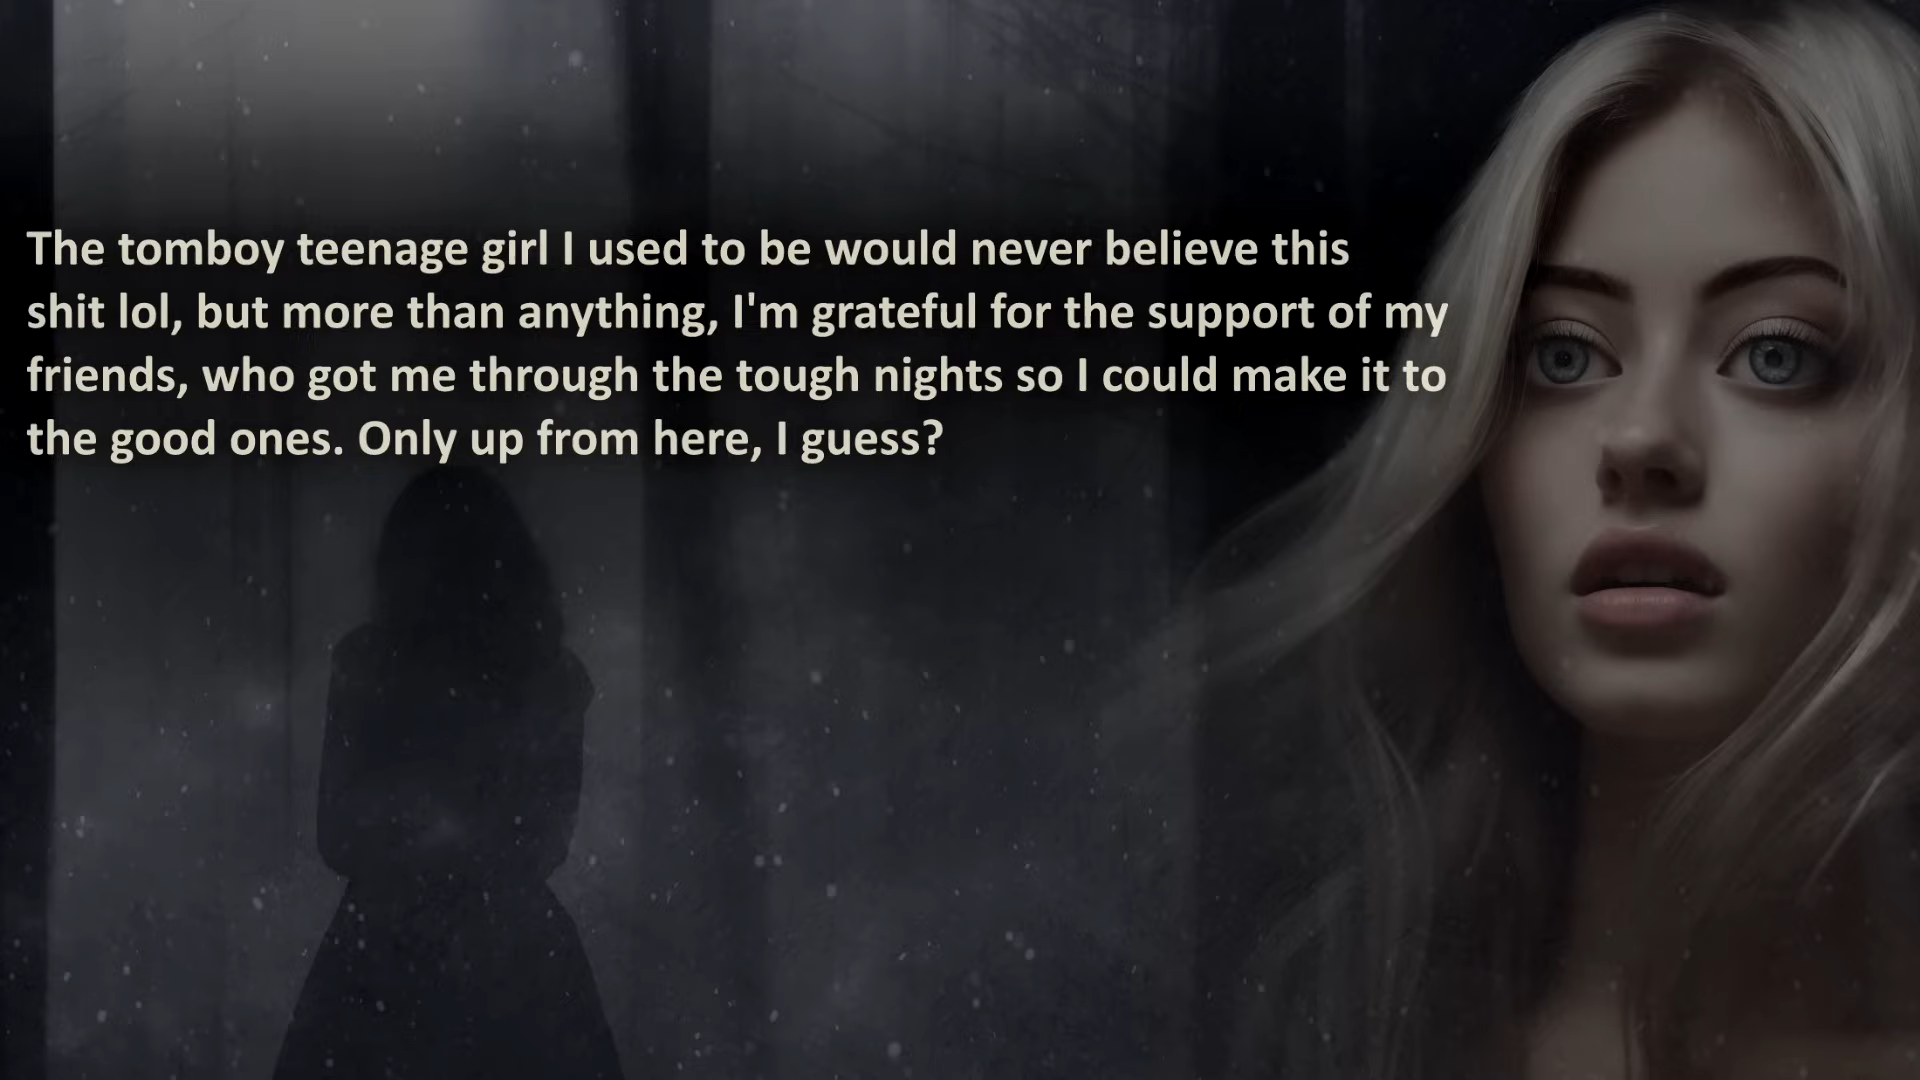 The tomboy teenage girl I used to be would never believe this
shit lol, but more than anything, I'm grateful for the support of my
friends, who got me through the tough nights so I could make it to
the good ones. Only up from here, I guess?